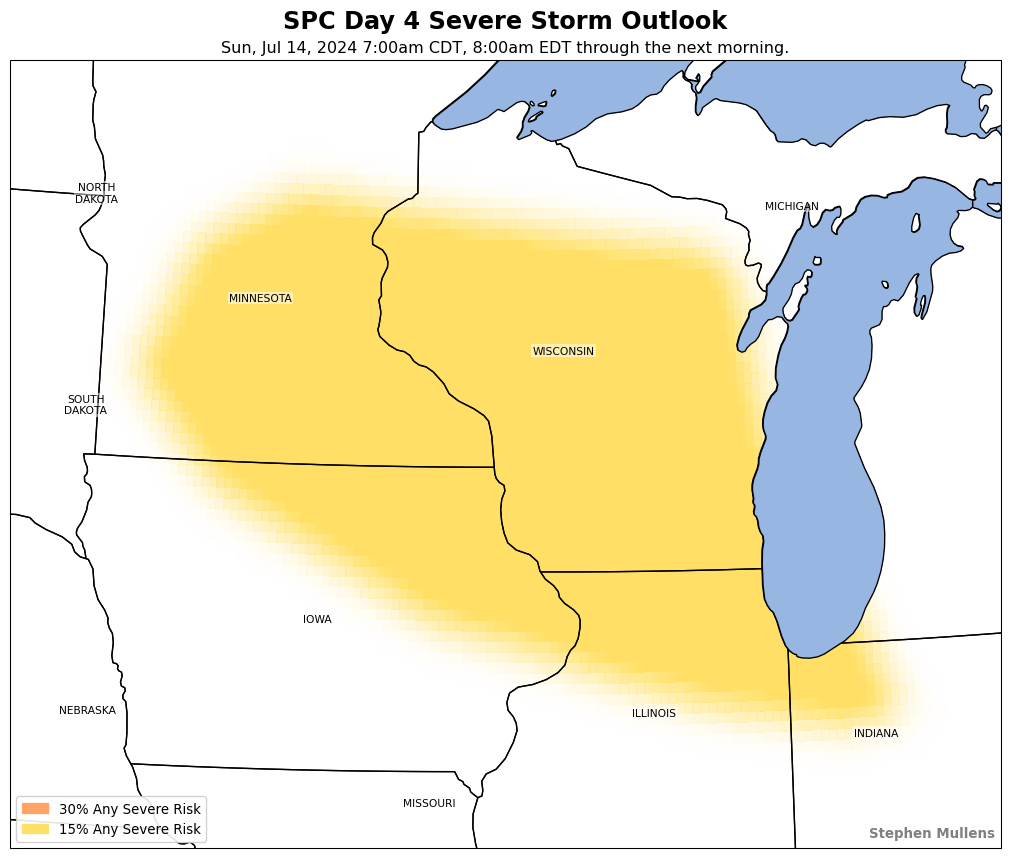 SPC Day 4 Severe Storm Outlook
Sun, Jul 14, 2024 7:00am CDT, 8:00am EDT through the next morning.
NORTH
DAKOTA
MICHIGAN
MINNESOTA
WISCONSIN
SOUTH
DAKOTA
IOWA
NEBRASKA
ILLINOIS
INDIANA
MISSOURI
30% Any Severe Risk
15% Any Severe Risk
Stephen Mullens